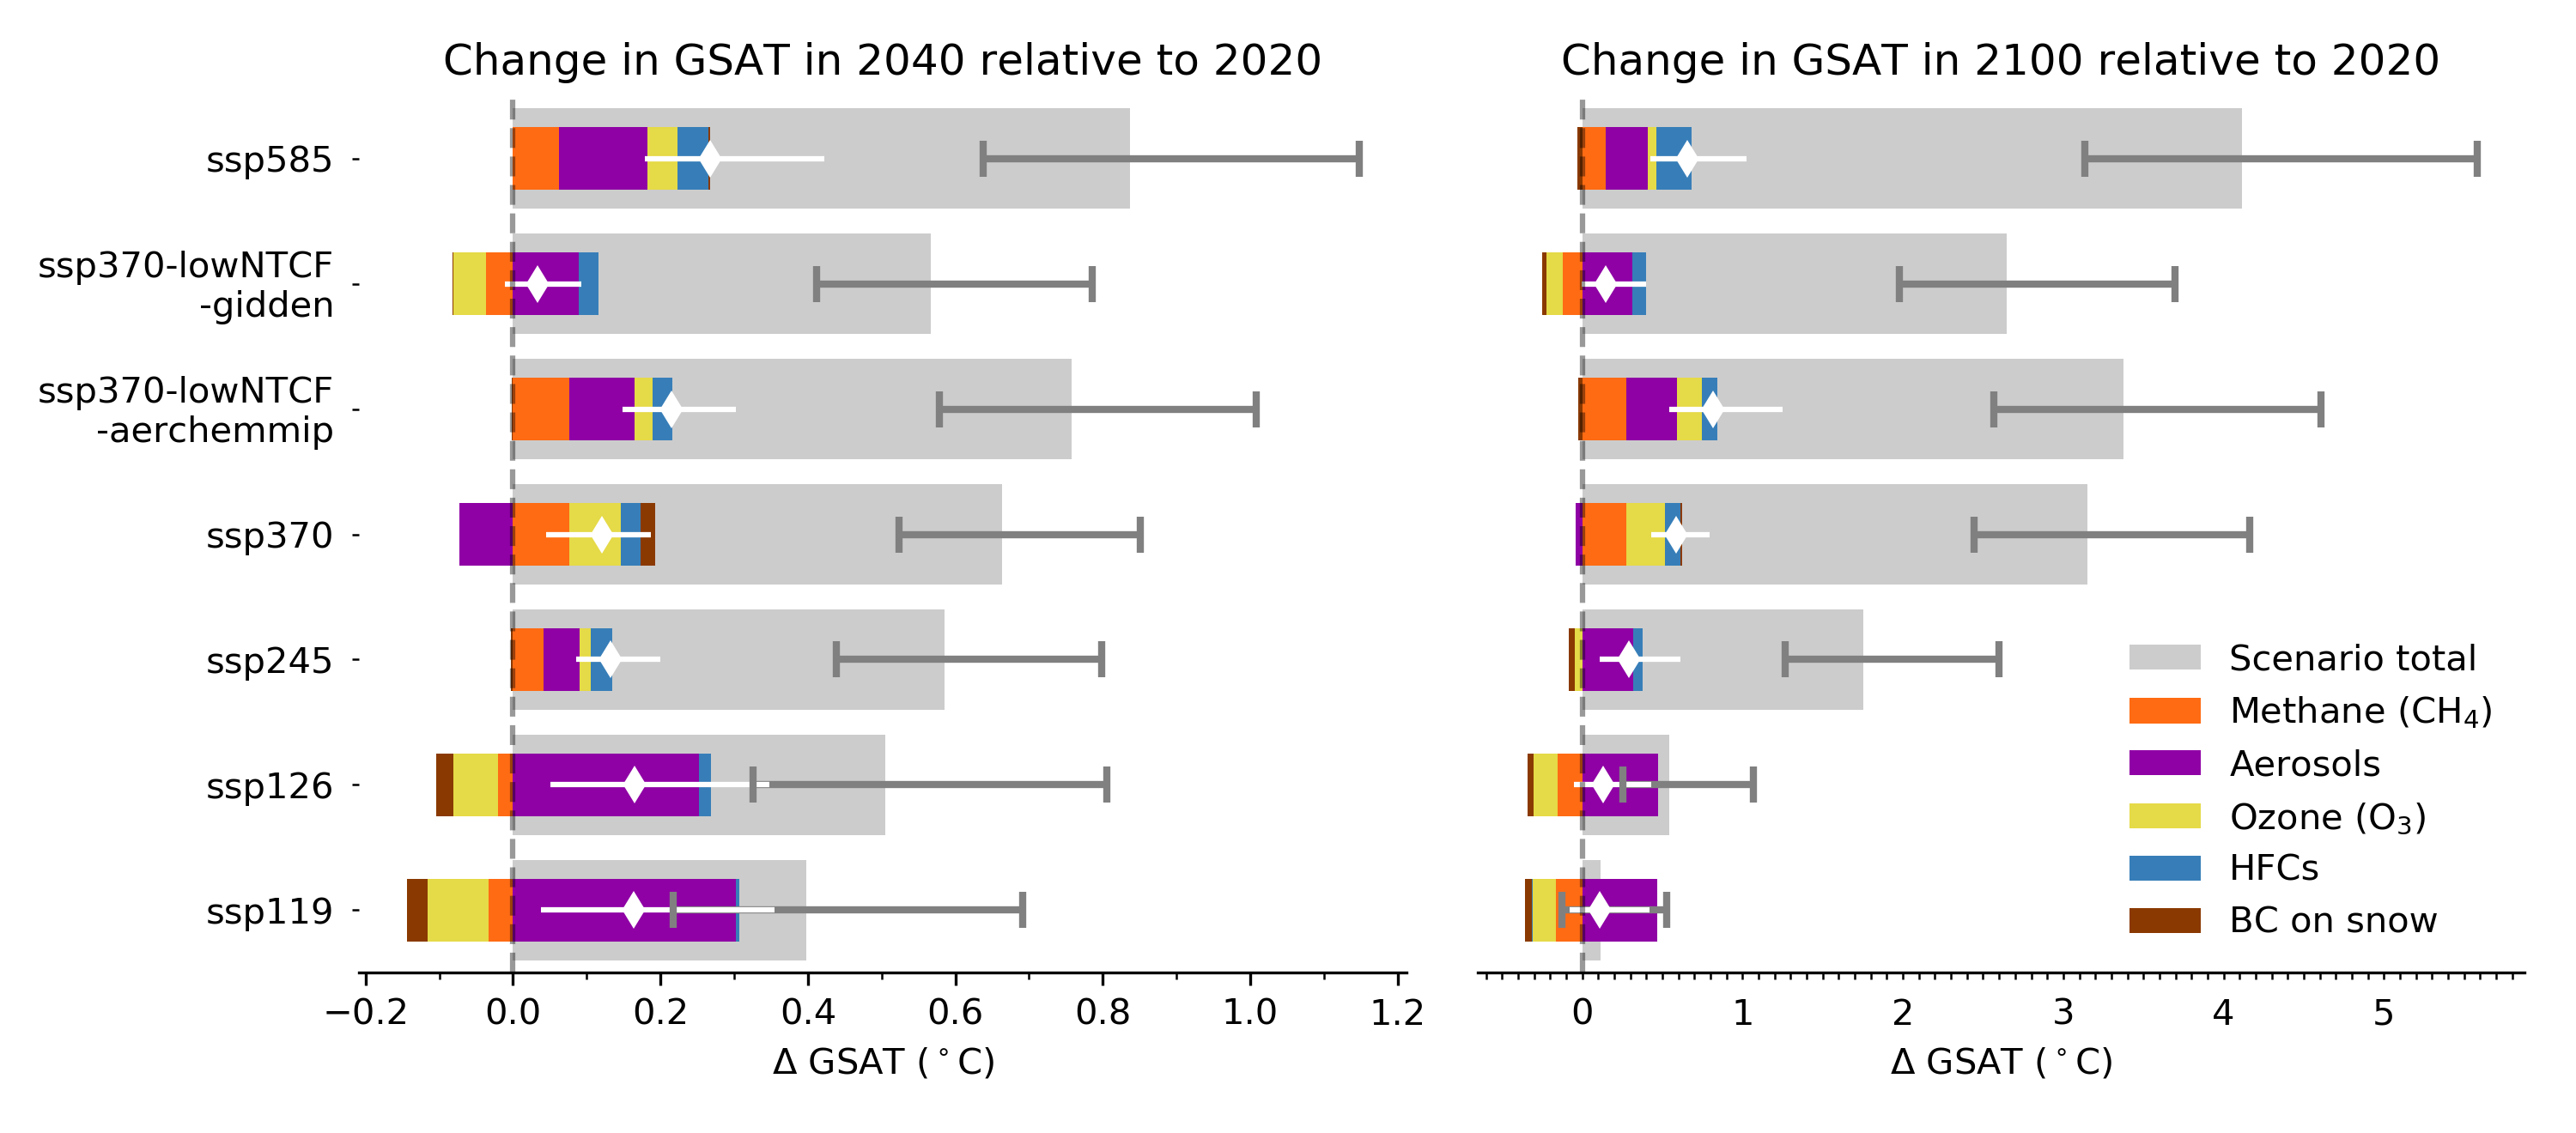 Change in GSAT in 2040 relative to 2020
ssp585
ssp370-lowNTCF
-gidden
ssp370-lowNTCF
-aerchemmip
ssp370
ssp245
ssp126
ssp119
−0.2 0.0 0.2 0.4 0.6 0.8 1.0 1.2
Δ GSAT (°C)
Change in GSAT in 2100 relative to 2020
Scenario total
Methane (CH₄)
Aerosols
Ozone (O₃)
HFCs
BC on snow
0 1 2 3 4 5
Δ GSAT (°C)